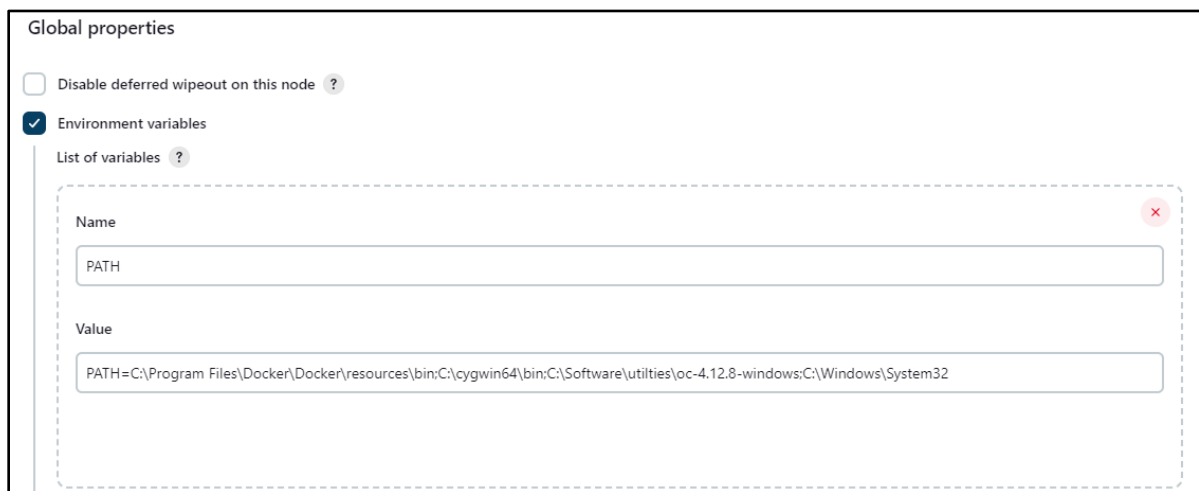 Global properties
Disable deferred wipeout on this node ?
Environment variables
List of variables ?
Name
PATH
Value
PATH=C:\Program Files\Docker\Docker\resources\bin;C:\cygwin64\bin;C:\Software\utilties\oc-4.12.8-windows;C:\Windows\System32